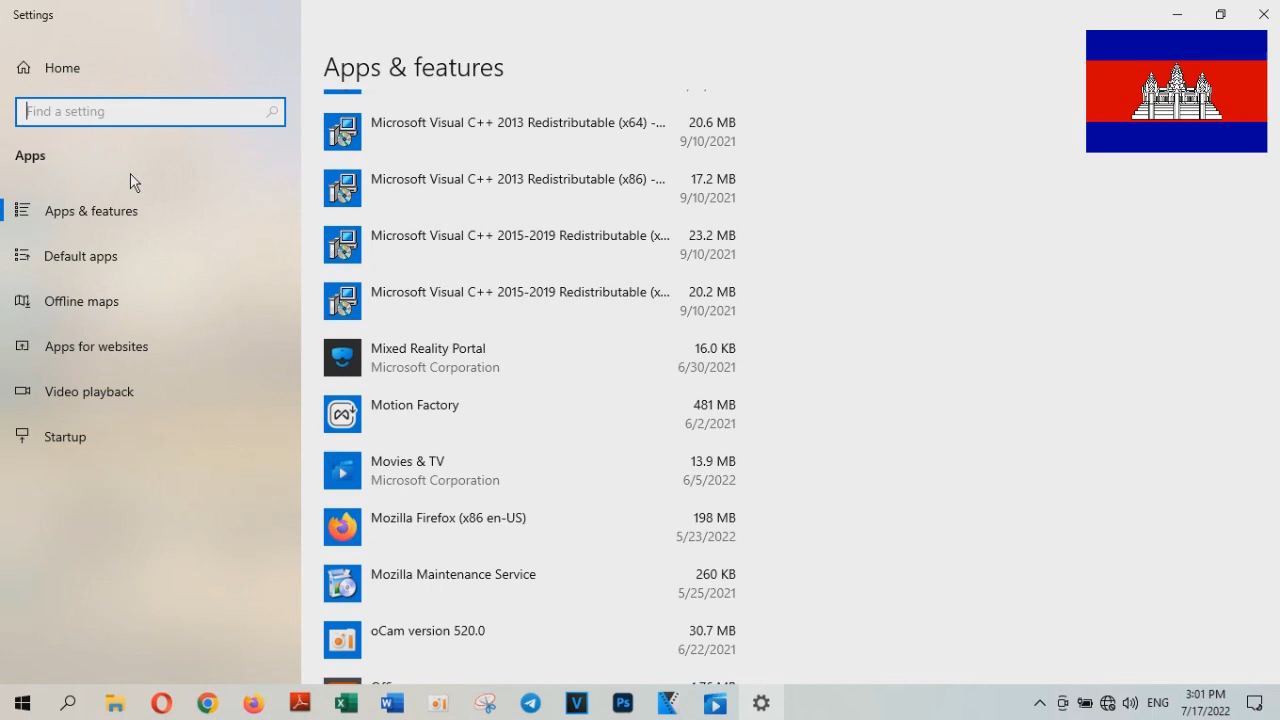 Settings
Home
Find a setting
Apps
Apps & features
Default apps
Offline maps
Apps for websites
Video playback
Startup
Apps & features
Microsoft Visual C++ 2013 Redistributable (x64) -... 20.6 MB
9/10/2021
Microsoft Visual C++ 2013 Redistributable (x86) -... 17.2 MB
9/10/2021
Microsoft Visual C++ 2015-2019 Redistributable (x... 23.2 MB
9/10/2021
Microsoft Visual C++ 2015-2019 Redistributable (x... 20.2 MB
9/10/2021
Mixed Reality Portal 16.0 KB
Microsoft Corporation 6/30/2021
Motion Factory 481 MB
6/2/2021
Movies & TV 13.9 MB
Microsoft Corporation 6/5/2022
Mozilla Firefox (x86 en-US) 198 MB
5/23/2022
Mozilla Maintenance Service 260 KB
5/25/2021
oCam version 520.0 30.7 MB
6/22/2021
ENG
3:01 PM
7/17/2022